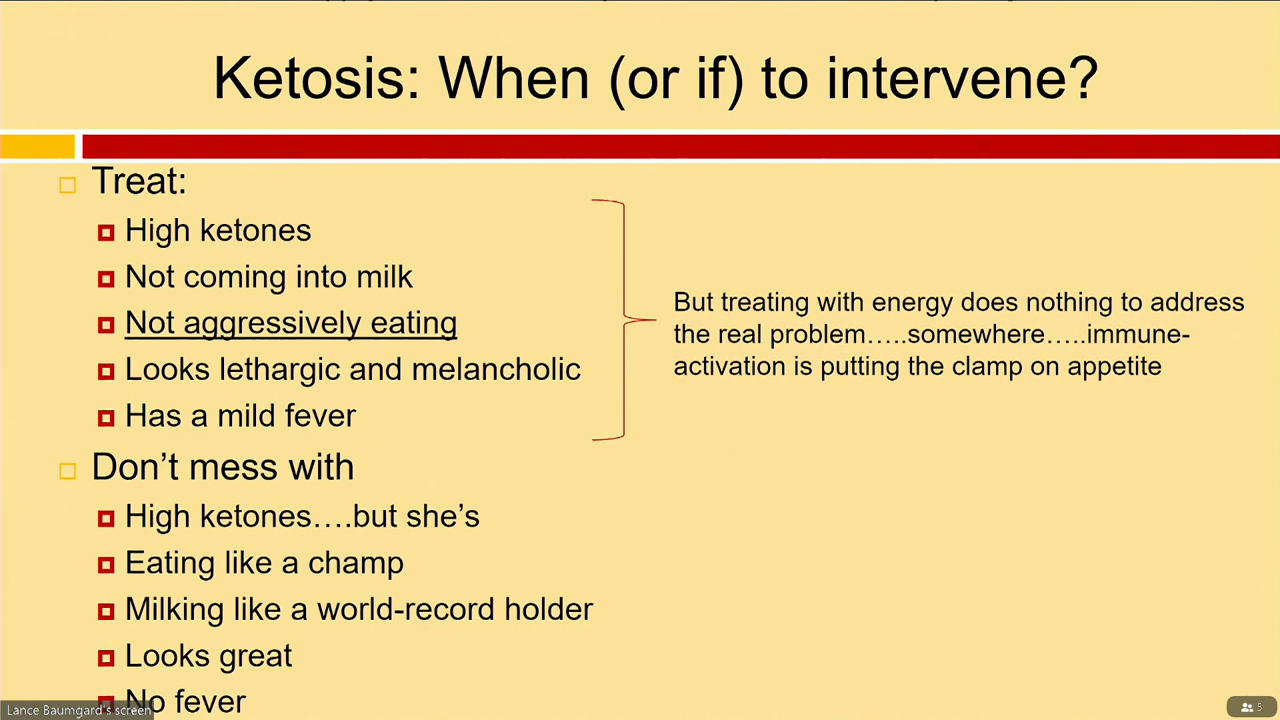 Ketosis: When (or if) to intervene?
Treat:
High ketones
Not coming into milk
Not aggressively eating
Looks lethargic and melancholic
Has a mild fever
But treating with energy does nothing to address
the real problem…..somewhere…..immune-
activation is putting the clamp on appetite
Don’t mess with
High ketones….but she’s
Eating like a champ
Milking like a world-record holder
Looks great
No fever
Lance Baumgard's screen
5